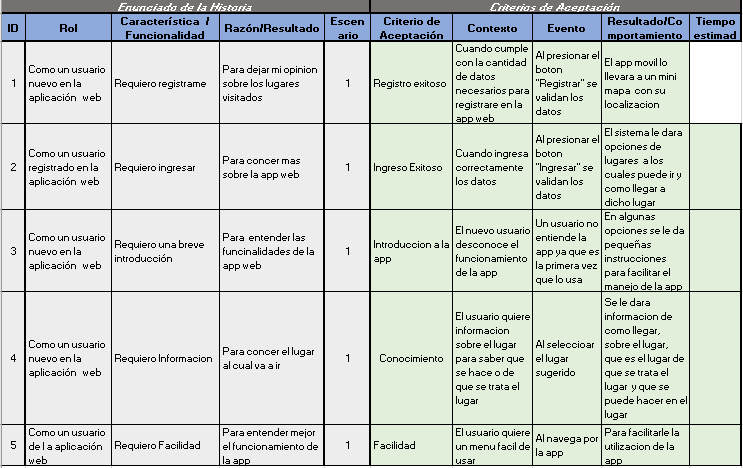 Enunciado de la Historia
Criterios de Aceptación
ID
Rol
Característica /
Funcionalidad
Razón/Resultado
Escen
ario
Criterio de
Aceptación
Contexto
Evento
Resultado/Co
mportamiento
Tiempo
estimad
1
Como un usuario
nuevo en la
aplicación web
Requiero registrame
Para dejar mi opinion
sobre los lugares
visitados
1
Registro exitoso
Cuando cumple
con la cantidad
de datos
necesarios para
registrare en la
app web
Al presionar el
boton
"Registrar" se
validan los
datos
El app movil lo
llevara a un mini
mapa con su
localizacion
2
Como un usuario
registrado en la
aplicación web
Requiero ingresar
Para concer mas
sobre la app web
1
Ingreso Exitoso
Cuando ingresa
correctamente
los datos
Al presionar el
boton
"Ingresar" se
validan los
datos
El sistema le dara
opciones de
lugares a los
cuales puede ir y
como llegar a
dicho lugar
3
Como un usuario
nuevo en la
aplicación web
Requiero una breve
introducción
Para entender las
funcinalidades de la
app web
1
Introduccion a la
app
El nuevo usuario
desconoce el
funcionamiento
de la app
Un usuario no
entiende la
app ya que es
la primera vez
que lo usa
En algunas
opciones se le da
pequeñas
instrucciones
para facilitar el
manejo de la app
4
Como un usuario
nuevo en la
aplicación web
Requiero Informacion
Para concer el lugar
al cual va a ir
1
Conocimiento
El usuario quiere
informacion
sobre el lugar
para saber que
se hace o de
que se trata el
lugar
Al seleccioar
el lugar
sugerido
Se le dara
informacion de
como llegar,
sobre el lugar,
que es el lugar de
que se trata el
lugar y que se
puede hacer en el
lugar
5
Como un usuario
de l a aplicación
web
Requiero Facilidad
Para entender mejor
el funcionamiento de
la app
1
Facilidad
El usuario quiere
un menu facil de
usar
Al navega por
la app
Para facilitarle la
utilizacion de la
app